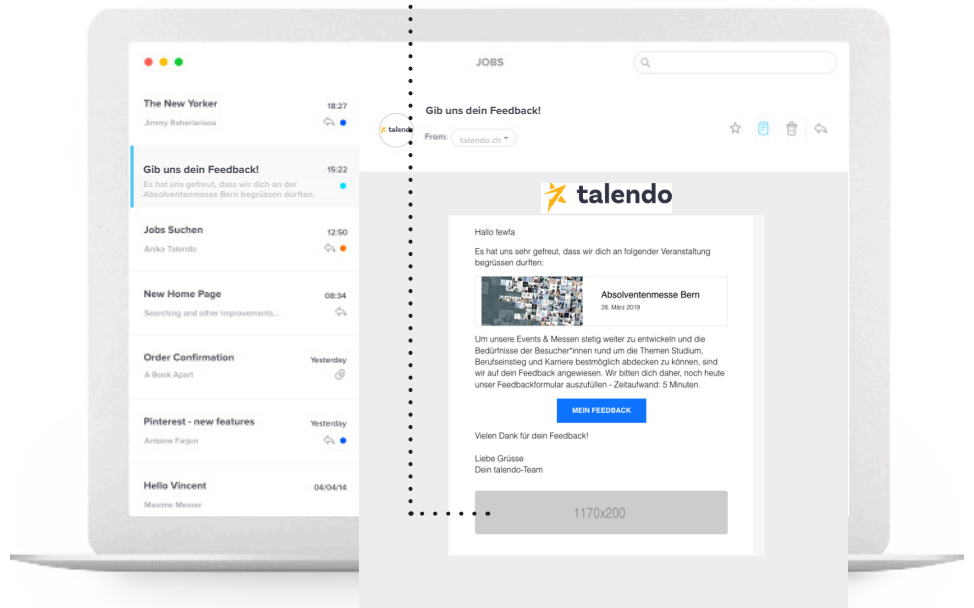 JOBS
The New Yorker 18:27
Jimmy Raherlarisoa
Gib uns dein Feedback! 15:22
Es hat uns gefreut, dass wir dich an der
Absolventenmesse Bern begrüssen durften.
Jobs Suchen 12:50
Anika Talendo
New Home Page 08:34
Searching and other improvements...
Order Confirmation Yesterday
A Book Apart
Pinterest - new features Yesterday
Antoine Farjon
Hello Vincent 04/04/14
Maxime Messer
talendo
Gib uns dein Feedback!
From: talendo.ch
talendo
Hallo fewfa
Es hat uns sehr gefreut, dass wir dich an folgender Veranstaltung
begrüssen durften:
Absolventenmesse Bern
28. März 2019
Um unsere Events & Messen stetig weiter zu entwickeln und die
Bedürfnisse der Besucher*innen rund um die Themen Studium,
Berufseinstieg und Karriere bestmöglich abdecken zu können, sind
wir auf dein Feedback angewiesen. Wir bitten dich daher, noch heute
unser Feedbackformular auszufüllen - Zeitaufwand: 5 Minuten.
MEIN FEEDBACK
Vielen Dank für dein Feedback!
Liebe Grüsse
Dein talendo-Team
1170x200